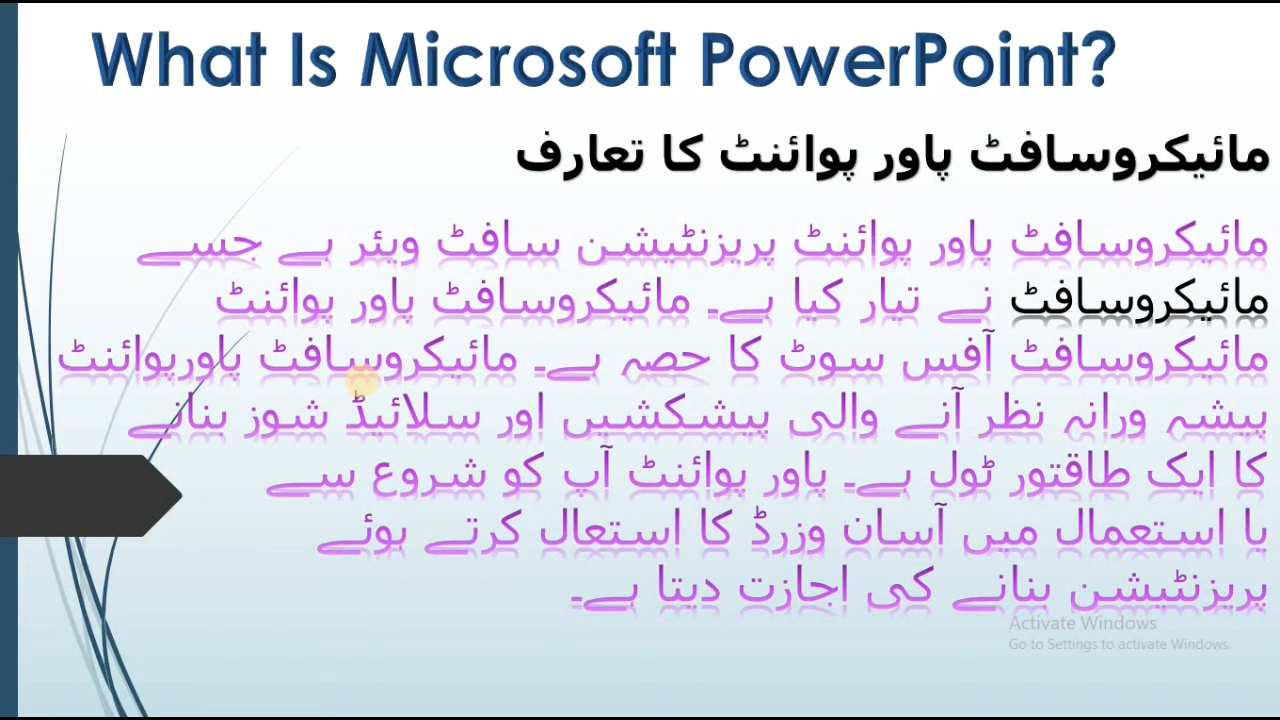 What Is Microsoft PowerPoint?
مائیکروسافٹ پاور پوائنٹ کا تعارف
مائیکروسافٹ پاور پوائنٹ پریزنٹیشن سافٹ ویئر ہے جسے
مائیکروسافٹ نے تیار کیا ہے۔ مائیکروسافٹ پاور پوائنٹ
مائیکروسافٹ آفس سوٹ کا حصہ ہے۔ مائیکروسافٹ پاورپوائنٹ
پیشہ ورانہ نظر آنے والی پیشکشیں اور سلائیڈ شوز بنانے
کا ایک طاقتور ٹول ہے۔ پاور پوائنٹ آپ کو شروع سے
یا استعمال میں آسان وزرڈ کا استعال کرتے ہوئے
پریزنٹیشن بنانے کی اجازت دیتا ہے۔
Activate Windows
Go to Settings to activate Windows.